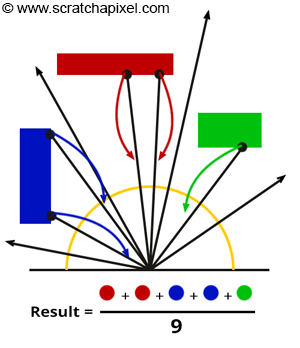 © www.scratchapixel.com
+ + + +
Result =
9